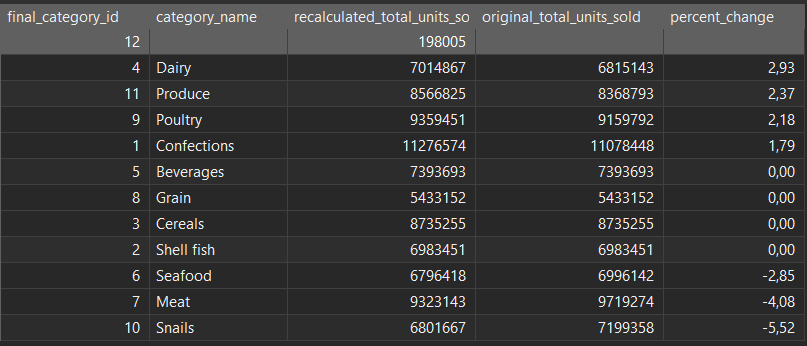 final_category_id category_name recalculated_total_units_so original_total_units_sold percent_change
12 198005
4 Dairy 7014867 6815143 2,93
11 Produce 8566825 8368793 2,37
9 Poultry 9359451 9159792 2,18
1 Confections 11276574 11078448 1,79
5 Beverages 7393693 7393693 0,00
8 Grain 5433152 5433152 0,00
3 Cereals 8735255 8735255 0,00
2 Shell fish 6983451 6983451 0,00
6 Seafood 6796418 6996142 -2,85
7 Meat 9323143 9719274 -4,08
10 Snails 6801667 7199358 -5,52